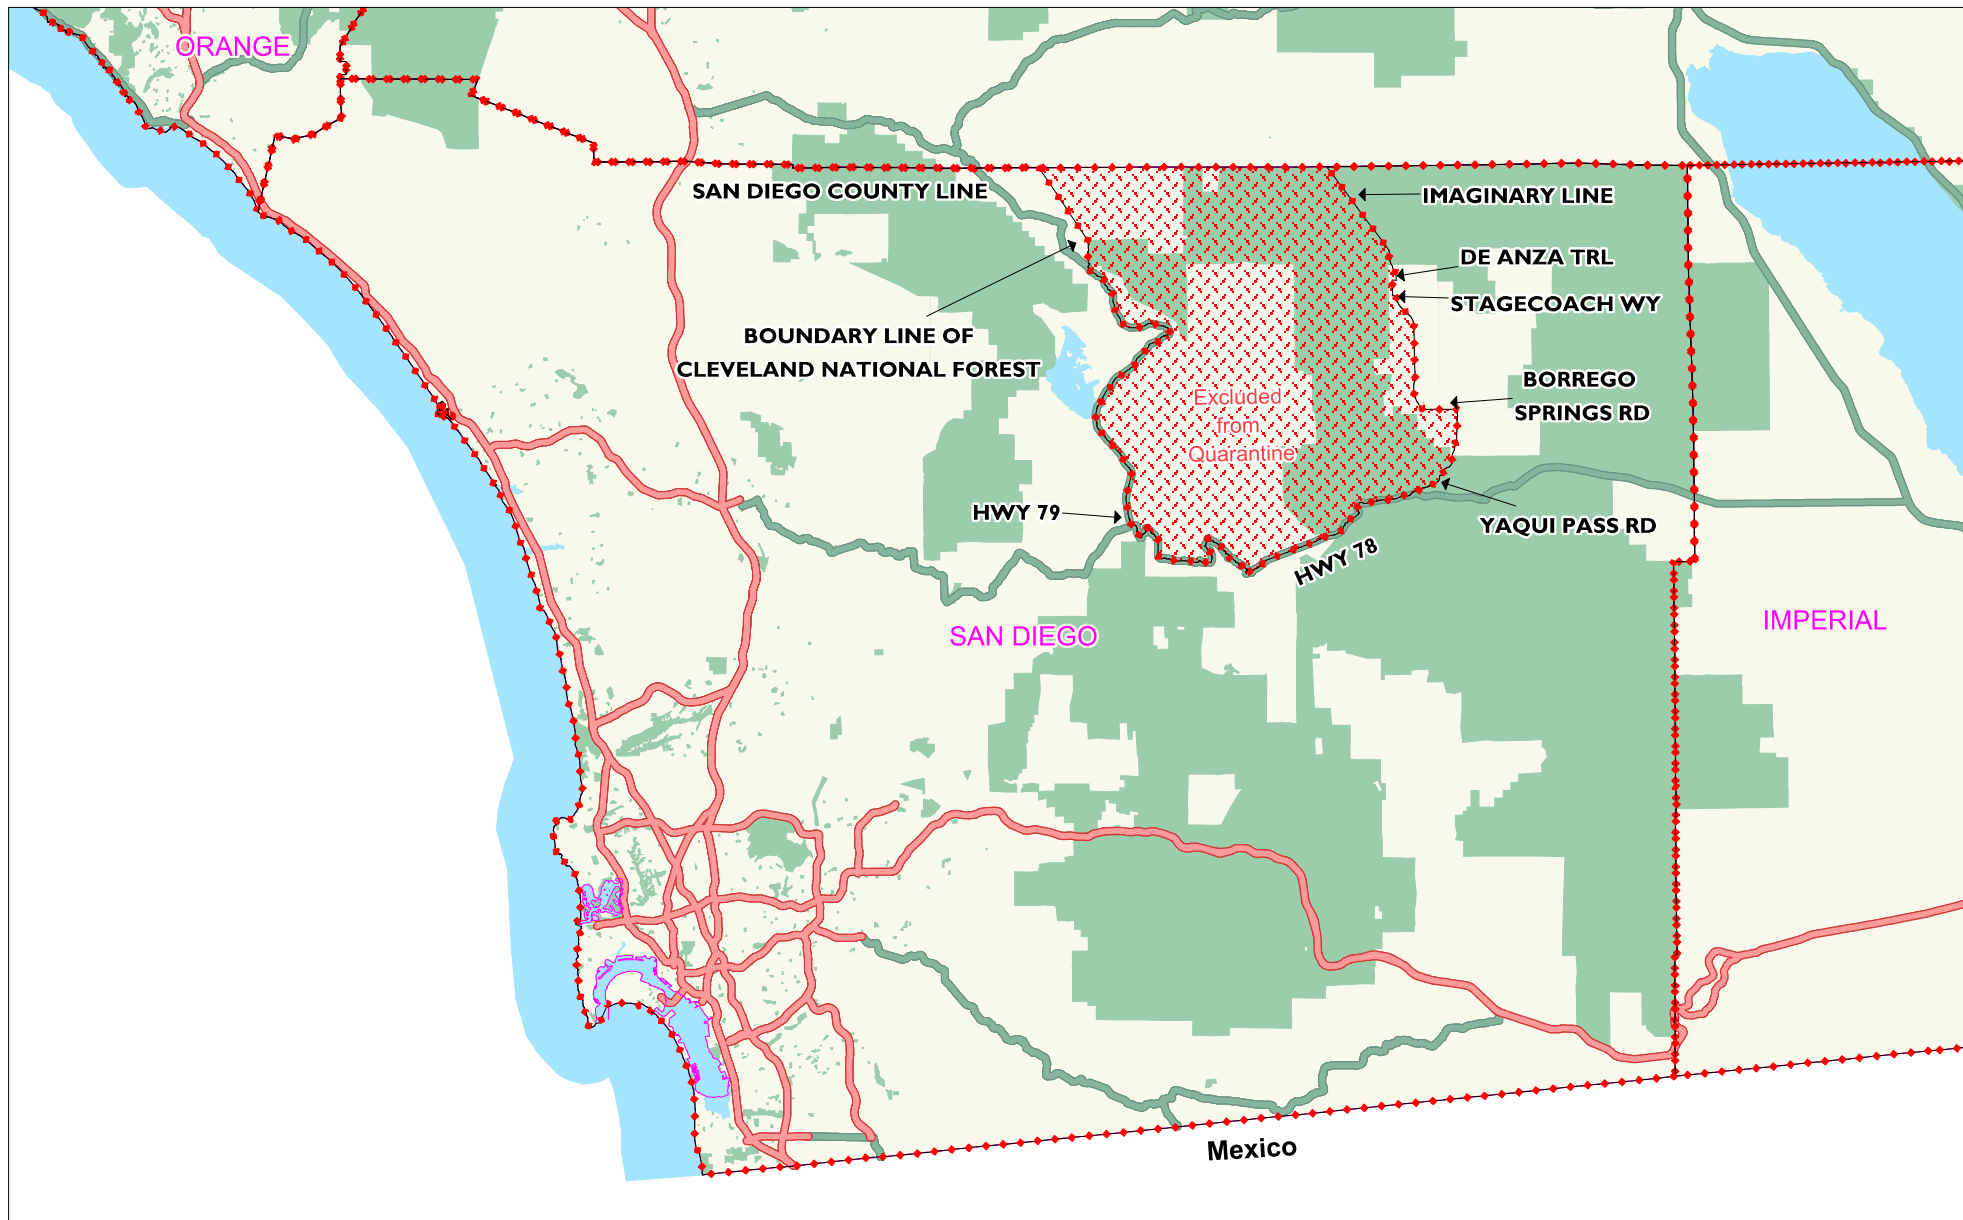 ORANGE
SAN DIEGO COUNTY LINE
IMAGINARY LINE
DE ANZA TRL
STAGECOACH WY
BOUNDARY LINE OF
CLEVELAND NATIONAL FOREST
BORREGO
SPRINGS RD
Excluded
from
Quarantine
HWY 79
YAQUI PASS RD
HWY 78
SAN DIEGO
IMPERIAL
Mexico